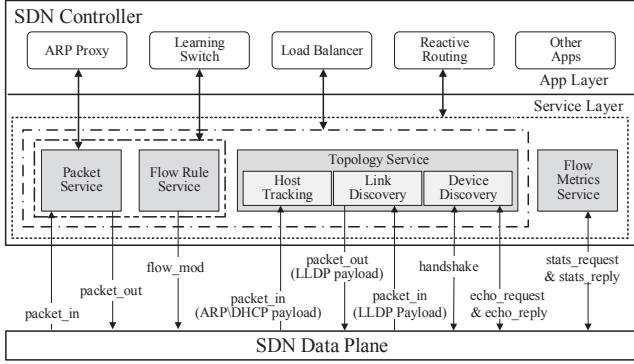 SDN Controller
ARP Proxy
Learning
Switch
Load Balancer
Reactive
Routing
Other
Apps
App Layer
Service Layer
Packet
Service
Flow Rule
Service
Topology Service
Host
Tracking
Link
Discovery
Device
Discovery
Flow
Metrics
Service
packet_in
packet_out
flow_mod
packet_in
(ARP\DHCP payload)
packet_out
(LLDP payload)
packet_in
(LLDP Payload)
handshake
echo_request
& echo_reply
stats_request
& stats_reply
SDN Data Plane